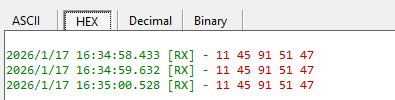 ASCII HEX Decimal Binary
2026/1/17 16:34:58.433 [RX] - 11 45 91 51 47
2026/1/17 16:34:59.632 [RX] - 11 45 91 51 47
2026/1/17 16:35:00.528 [RX] - 11 45 91 51 47